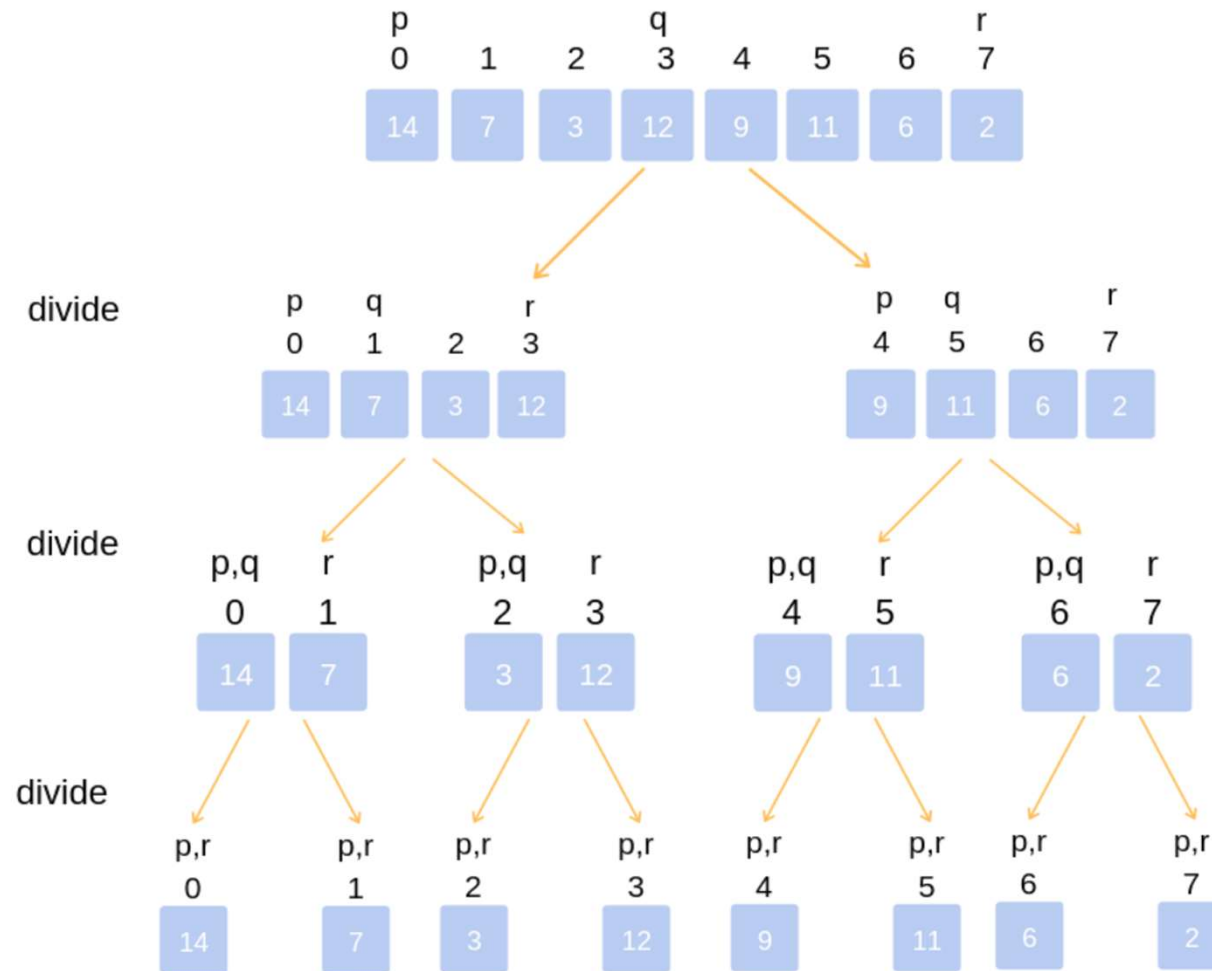 p q r
0 1 2 3 4 5 6 7
14 7 3 12 9 11 6 2
divide
p q r p q r
0 1 2 3 4 5 6 7
14 7 3 12 9 11 6 2
divide
p,q r p,q r p,q r p,q r
0 1 2 3 4 5 6 7
14 7 3 12 9 11 6 2
divide
p,r p,r p,r p,r p,r p,r p,r p,r
0 1 2 3 4 5 6 7
14 7 3 12 9 11 6 2